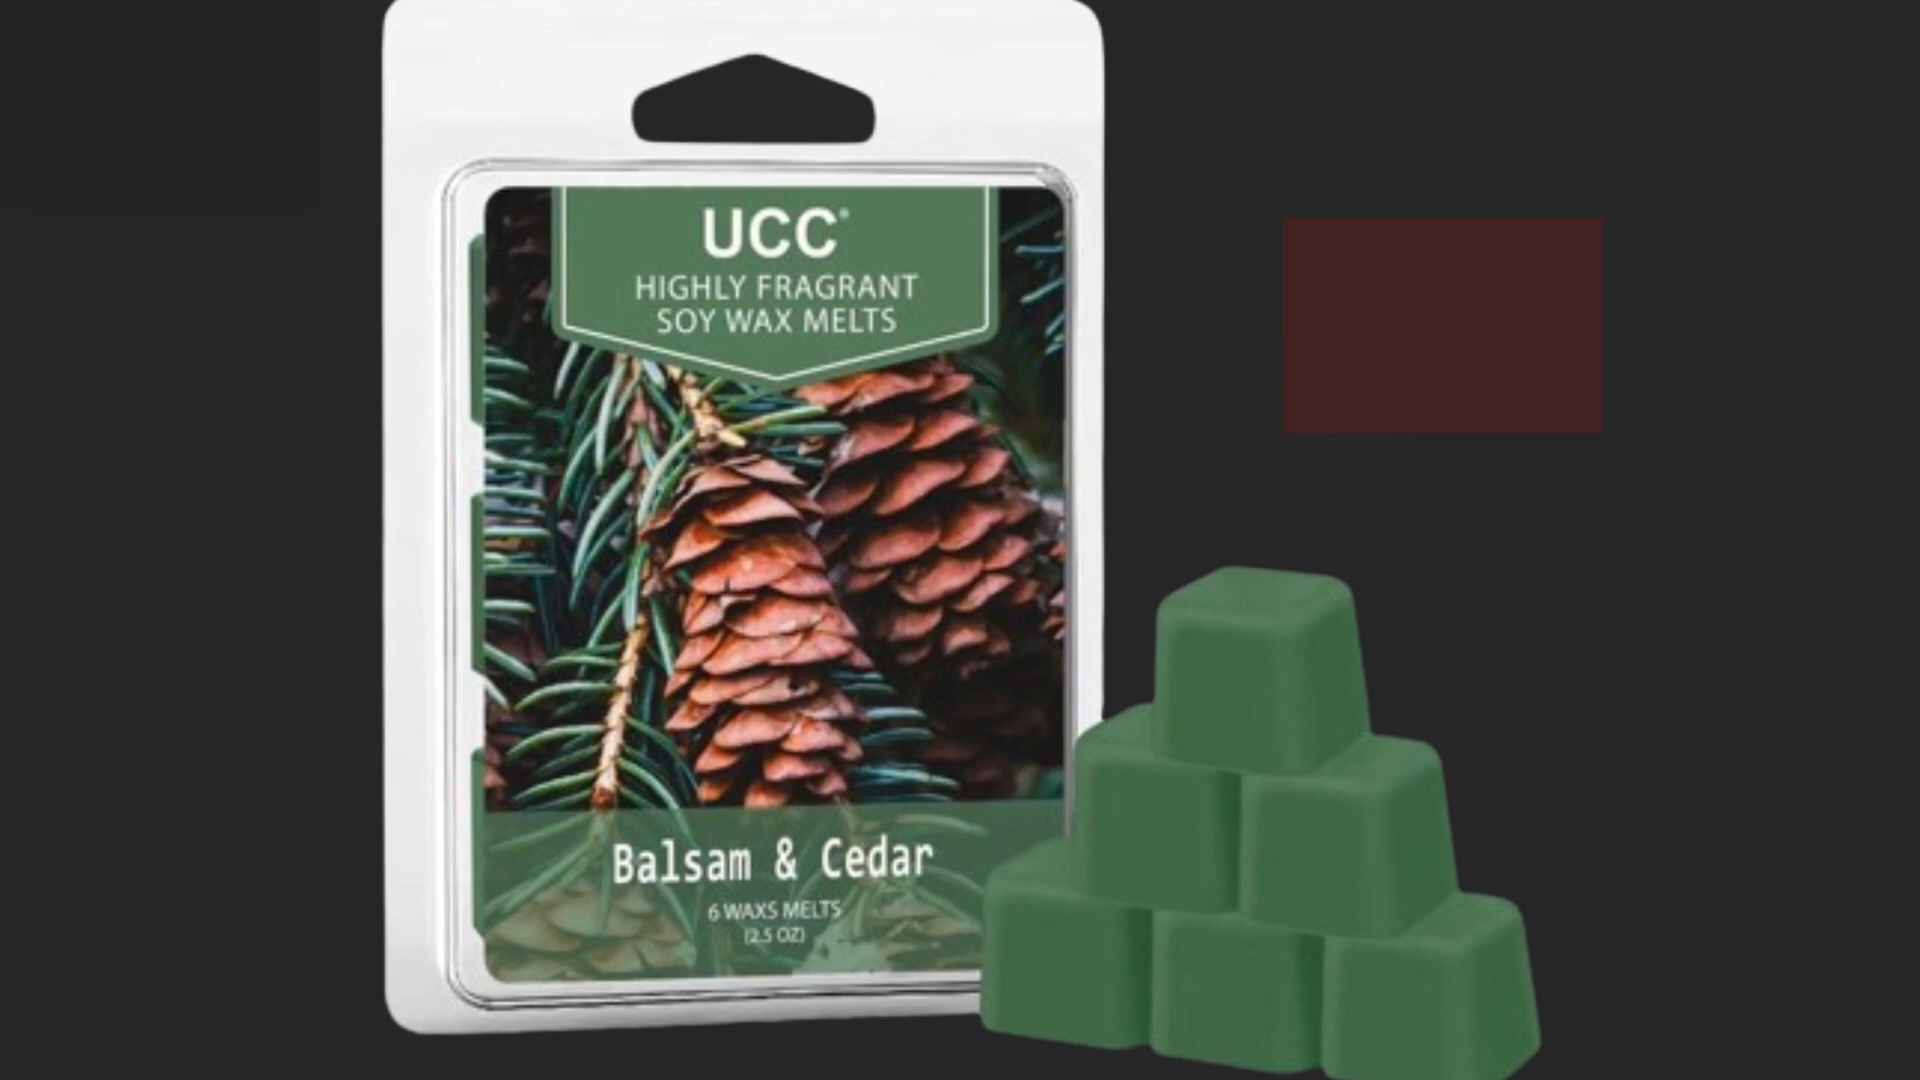 UCC®
HIGHLY FRAGRANT
SOY WAX MELTS
Balsam & Cedar
6 WAXS MELTS
(2.5 OZ)